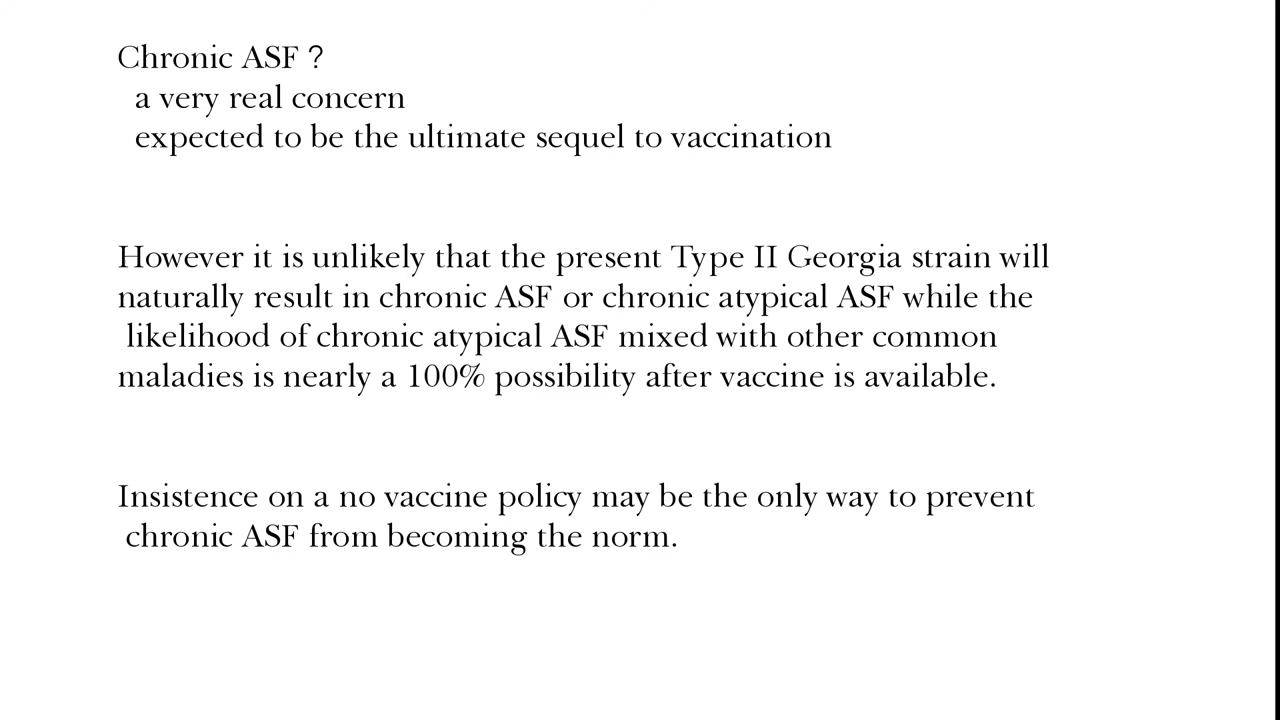 Chronic ASF ?
a very real concern
expected to be the ultimate sequel to vaccination
However it is unlikely that the present Type II Georgia strain will
naturally result in chronic ASF or chronic atypical ASF while the
likelihood of chronic atypical ASF mixed with other common
maladies is nearly a 100% possibility after vaccine is available.
Insistence on a no vaccine policy may be the only way to prevent
chronic ASF from becoming the norm.